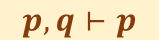 p, q ⊢ p